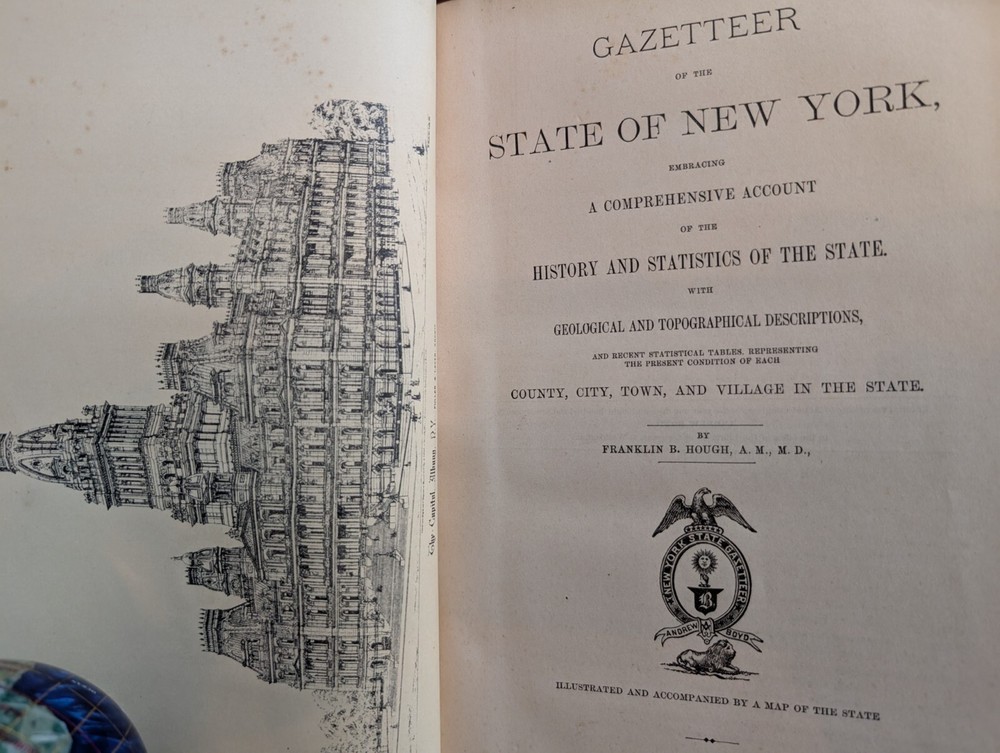 The Capitol, Albany, N.Y.
GAZETTEER
OF THE
STATE OF NEW YORK,
EMBRACING
A COMPREHENSIVE ACCOUNT
OF THE
HISTORY AND STATISTICS OF THE STATE.
WITH
GEOLOGICAL AND TOPOGRAPHICAL DESCRIPTIONS,
AND RECENT STATISTICAL TABLES, REPRESENTING
THE PRESENT CONDITION OF EACH
COUNTY, CITY, TOWN, AND VILLAGE IN THE STATE.
BY
FRANKLIN B. HOUGH, A. M., M. D.,
NEW YORK STATE GAZETTEER
B
ANDREW BOYD
ILLUSTRATED AND ACCOMPANIED BY A MAP OF THE STATE